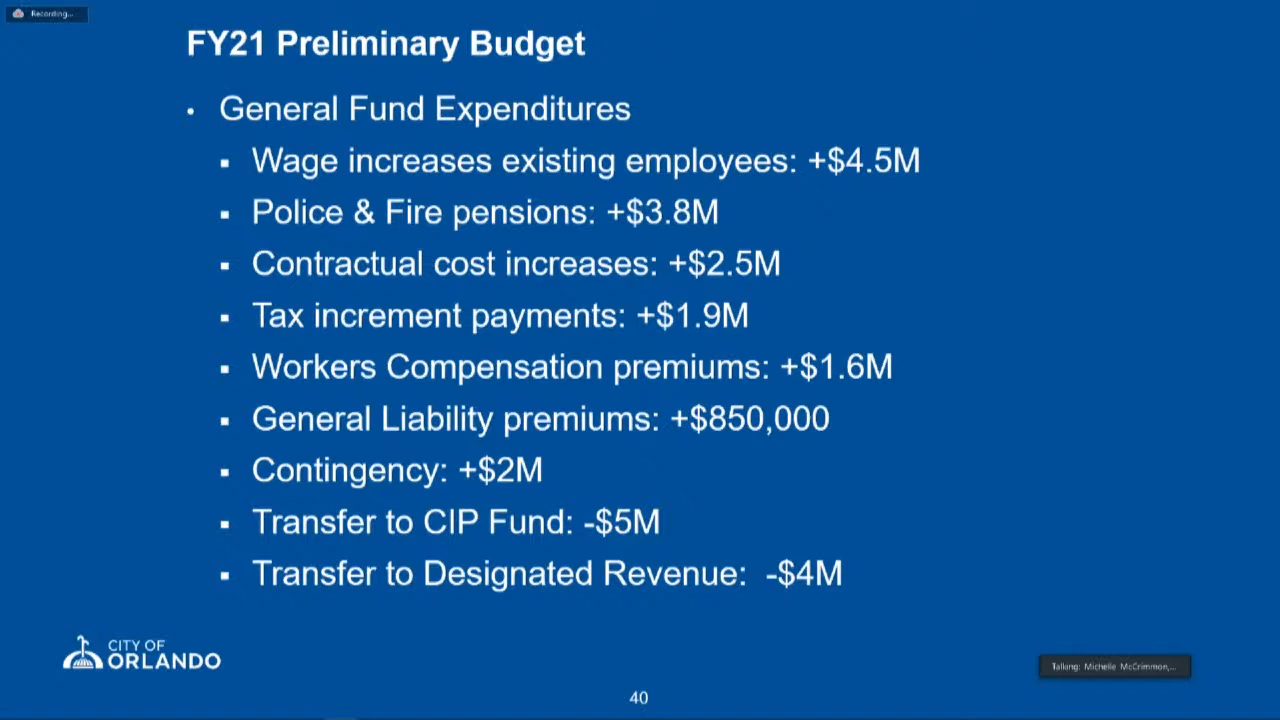 Recording...
FY21 Preliminary Budget
• General Fund Expenditures
▪ Wage increases existing employees: +$4.5M
▪ Police & Fire pensions: +$3.8M
▪ Contractual cost increases: +$2.5M
▪ Tax increment payments: +$1.9M
▪ Workers Compensation premiums: +$1.6M
▪ General Liability premiums: +$850,000
▪ Contingency: +$2M
▪ Transfer to CIP Fund: -$5M
▪ Transfer to Designated Revenue: -$4M
CITY OF
ORLANDO
Talking: Michelle McCrimmon,...
40